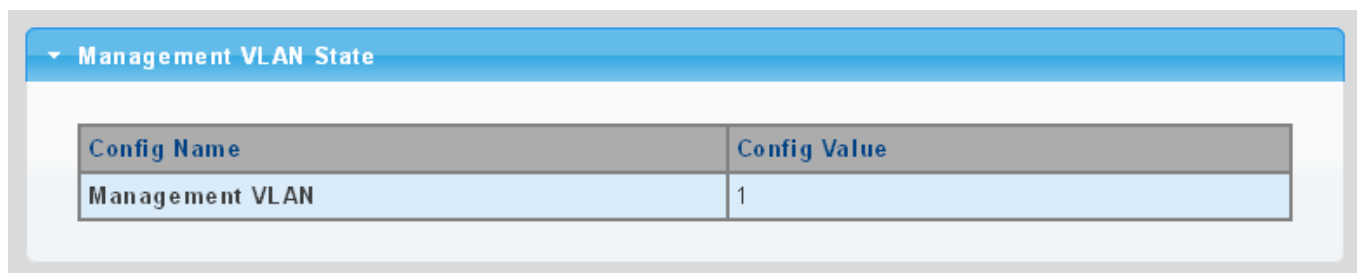 Management VLAN State
Config Name Config Value
Management VLAN 1